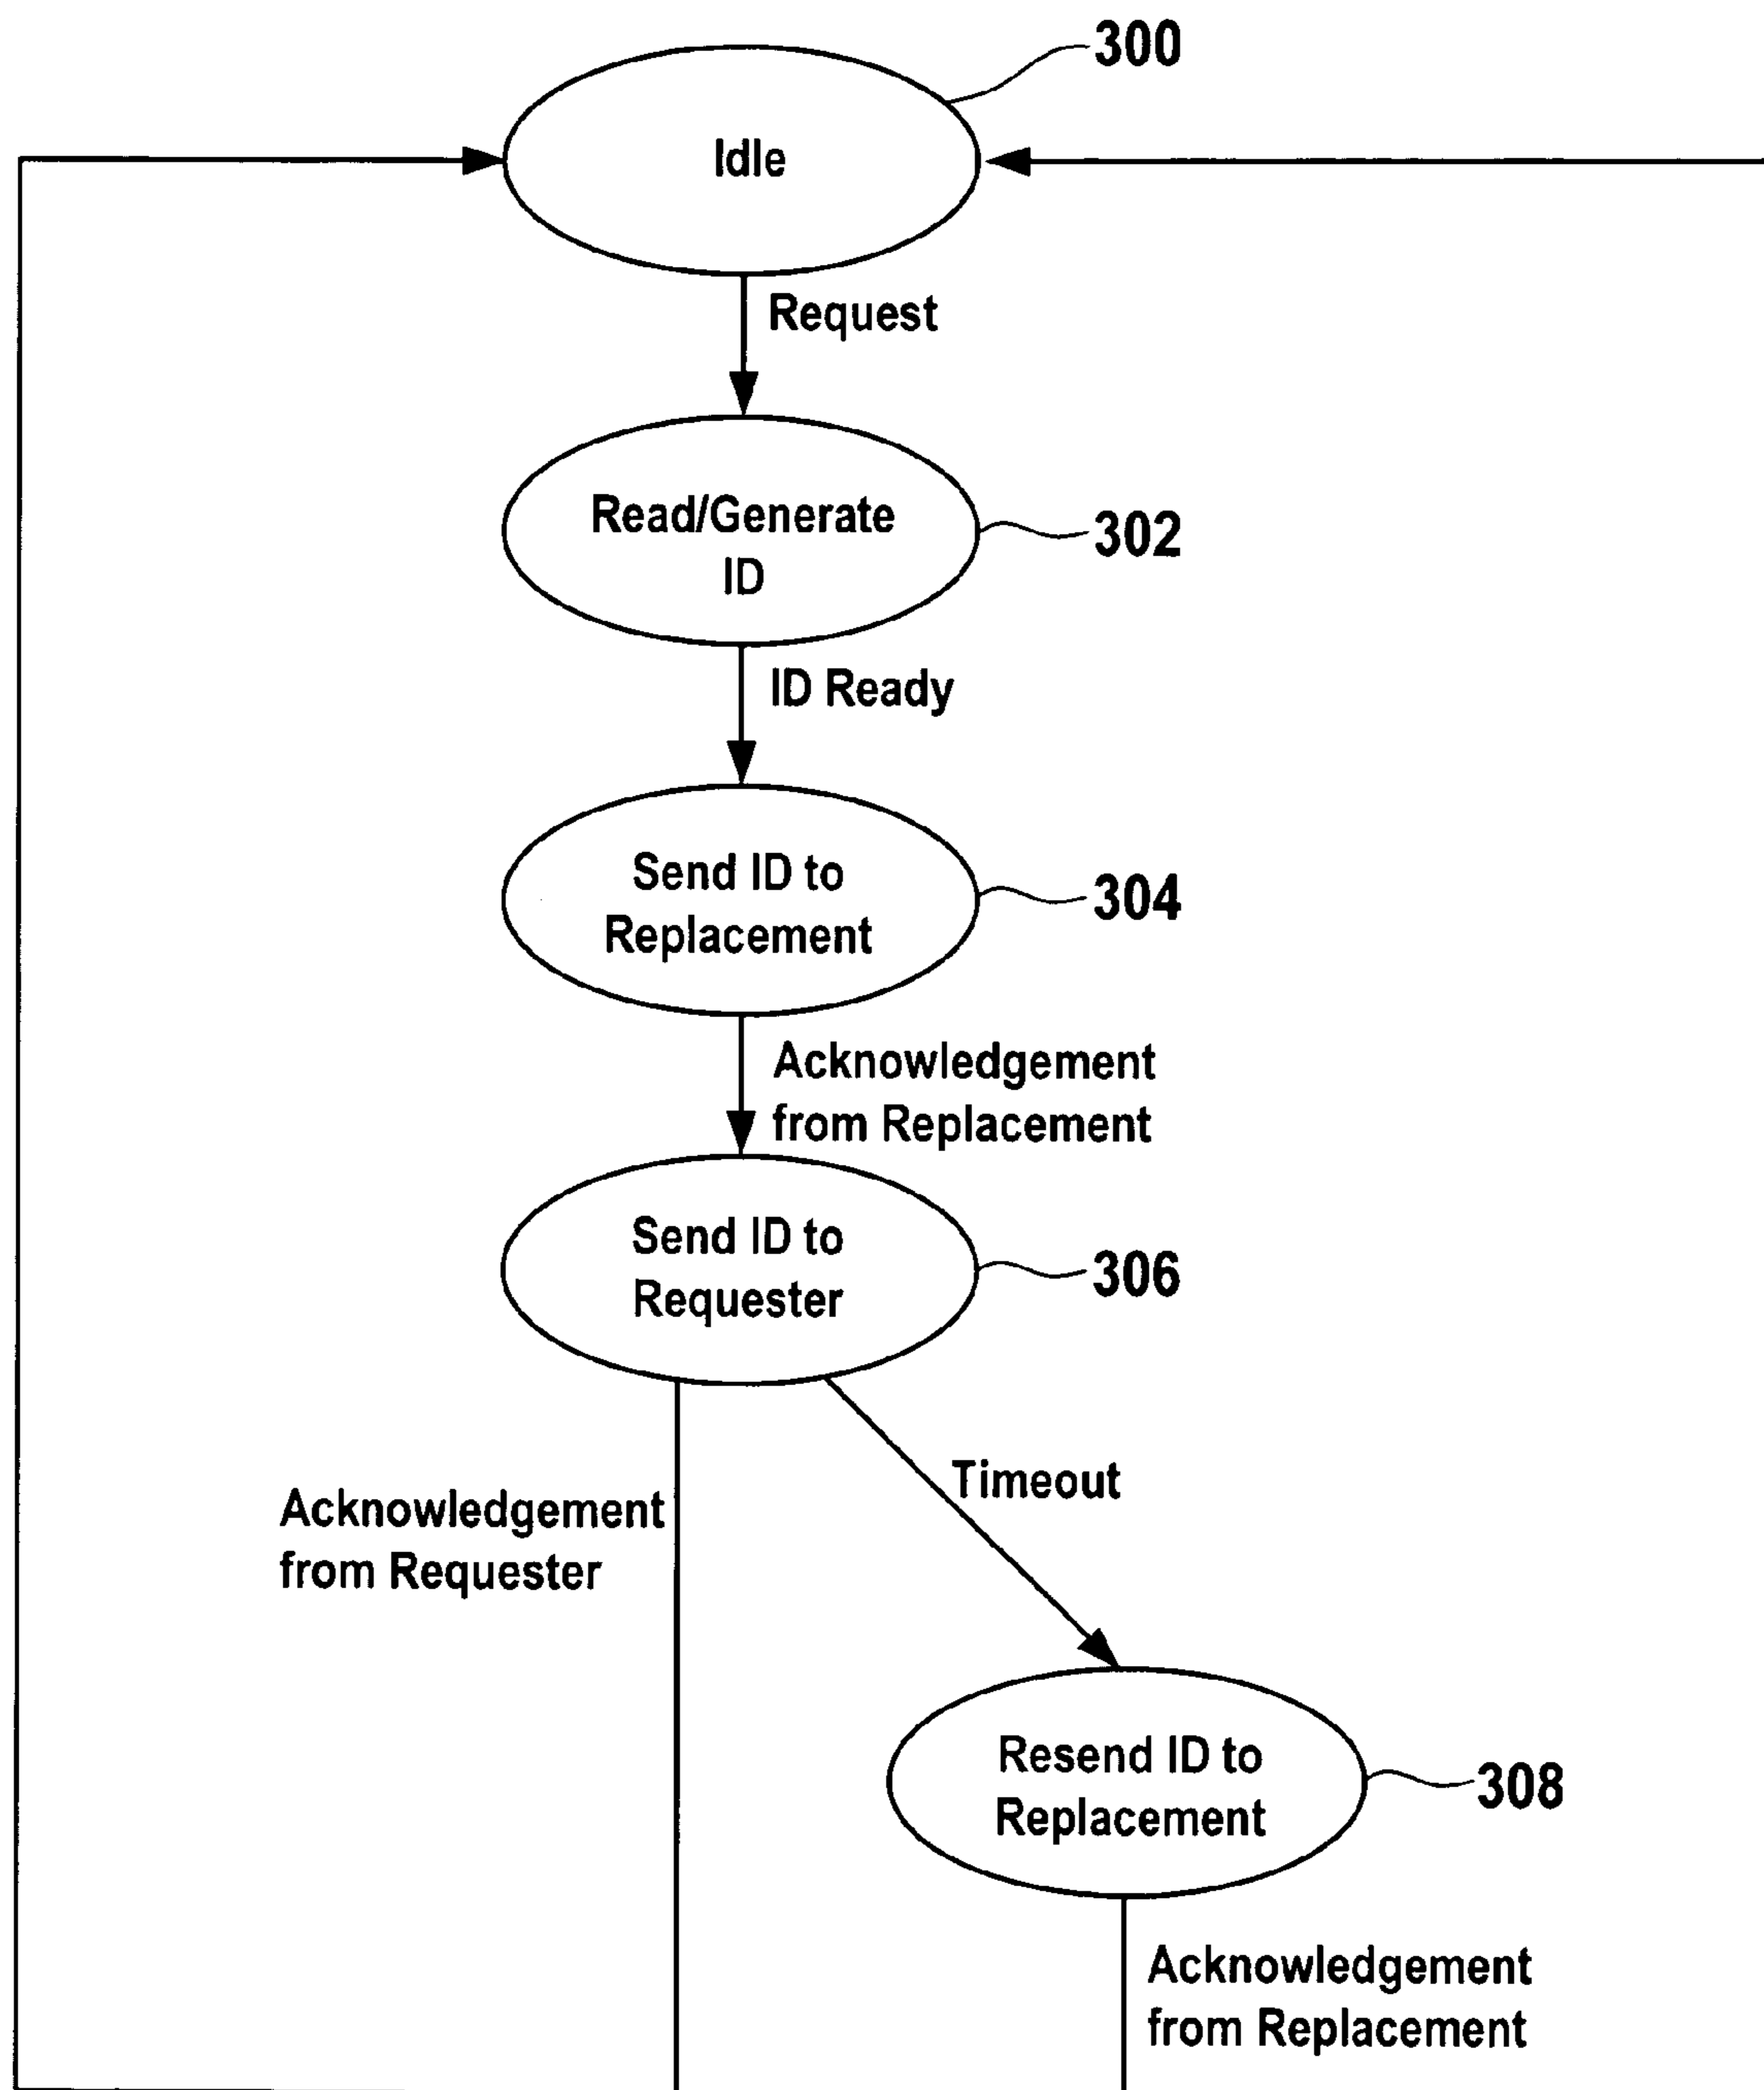 300
Idle
Request
Read/Generate
ID
302
ID Ready
Send ID to
Replacement
304
Acknowledgement
from Replacement
Send ID to
Requester
306
Acknowledgement
from Requester
Timeout
Resend ID to
Replacement
308
Acknowledgement
from Replacement